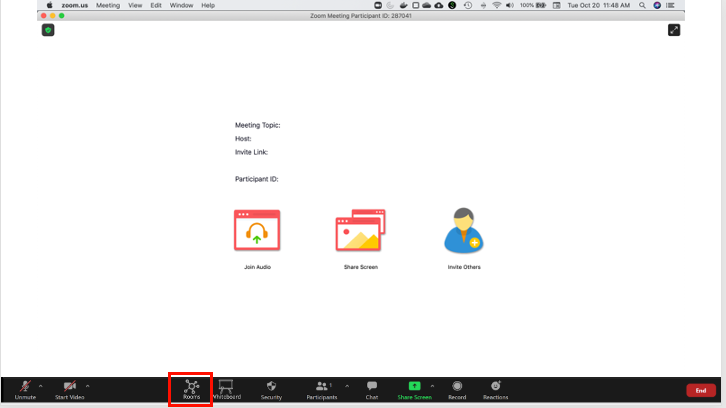 zoom.us Meeting View Edit Window Help 100% Tue Oct 20 11:48 AM
Zoom Meeting Participant ID: 287041
Meeting Topic:
Host:
Invite Link:
Participant ID:
Join Audio Share Screen Invite Others
1
Unmute Start Video Rooms Whiteboard Security Participants Chat Share Screen Record Reactions End